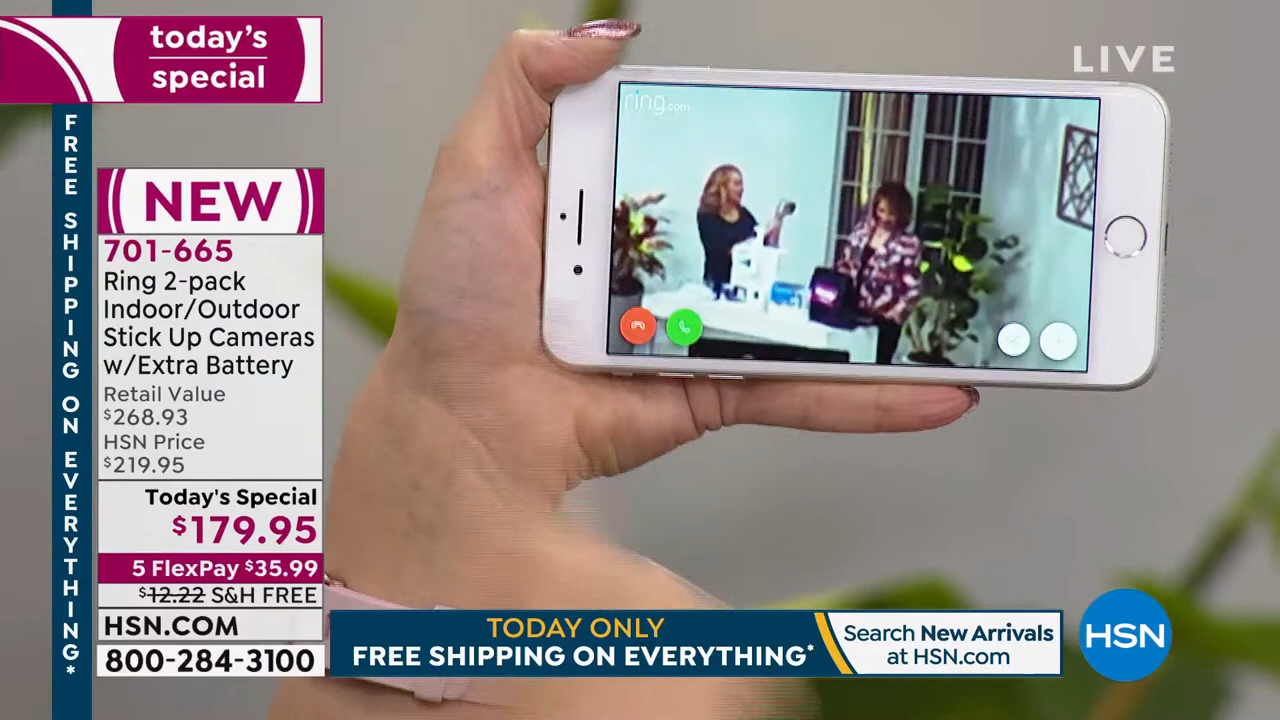 today's
special
LIVE
FREE SHIPPING ON EVERYTHING*
NEW
701-665
Ring 2-pack
Indoor/Outdoor
Stick Up Cameras
w/Extra Battery
Retail Value
$268.93
HSN Price
$219.95
Today's Special
$179.95
5 FlexPay $35.99
$12.22 S&H FREE
HSN.COM
800-284-3100
ring.com
TODAY ONLY
FREE SHIPPING ON EVERYTHING*
Search New Arrivals
at HSN.com
HSN